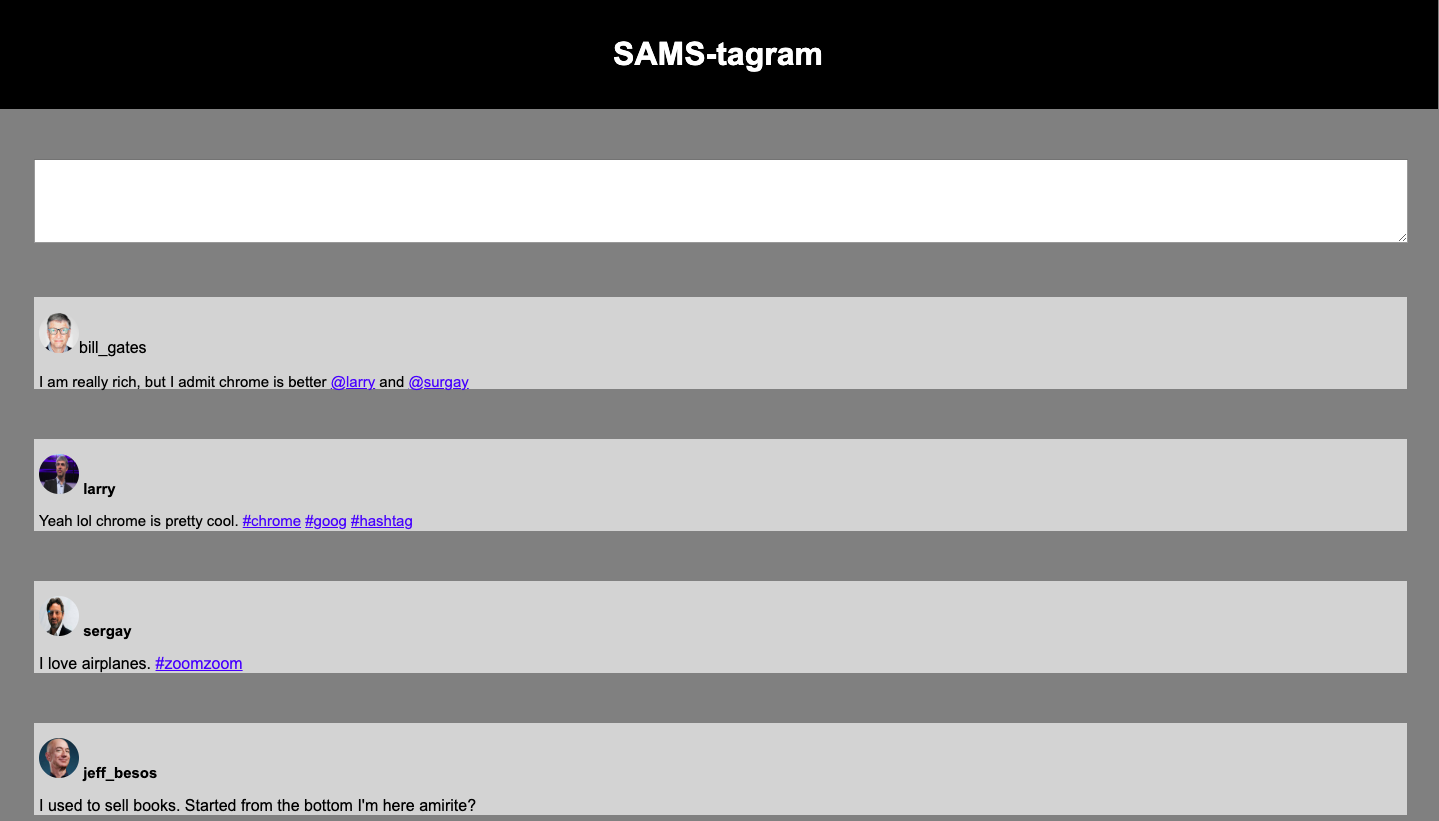 SAMS-tagram
bill_gates
I am really rich, but I admit chrome is better @larry and @surgay
larry
Yeah lol chrome is pretty cool. #chrome #goog #hashtag
sergay
I love airplanes. #zoomzoom
jeff_besos
I used to sell books. Started from the bottom I'm here amirite?